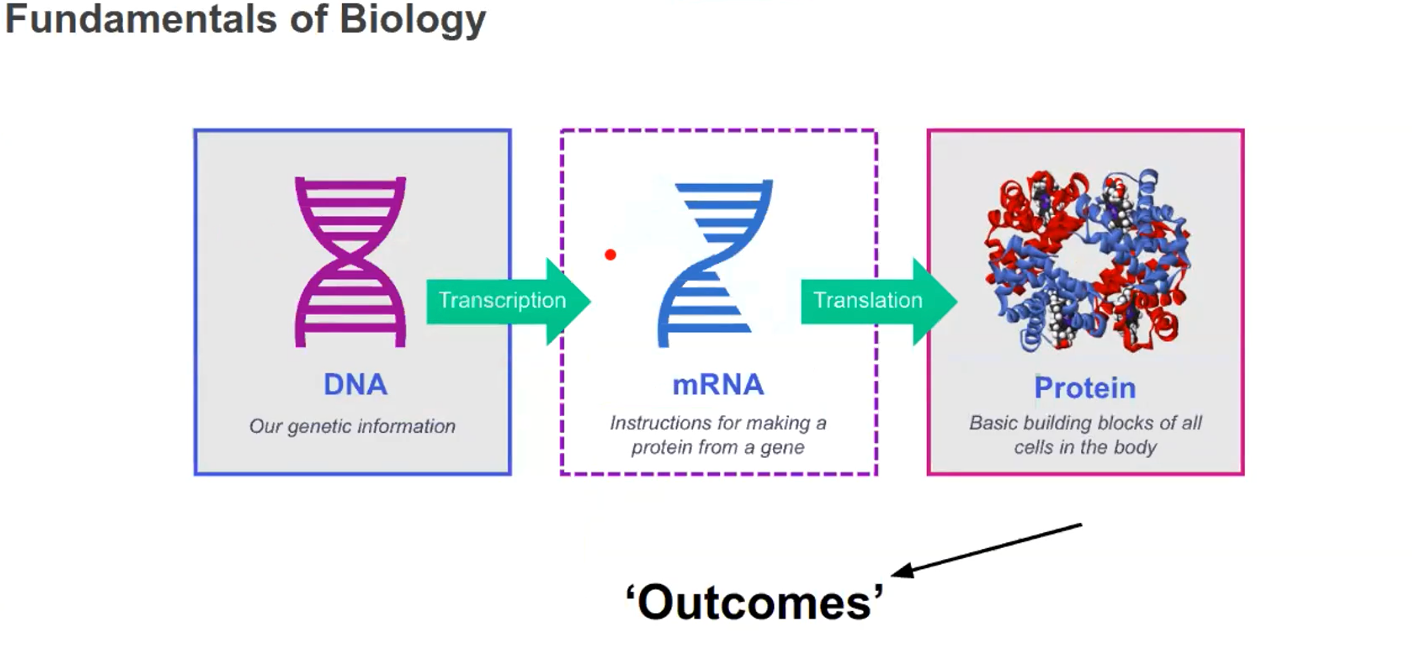 Fundamentals of Biology
Transcription
Translation
DNA
Our genetic information
mRNA
Instructions for making a
protein from a gene
Protein
Basic building blocks of all
cells in the body
‘Outcomes’